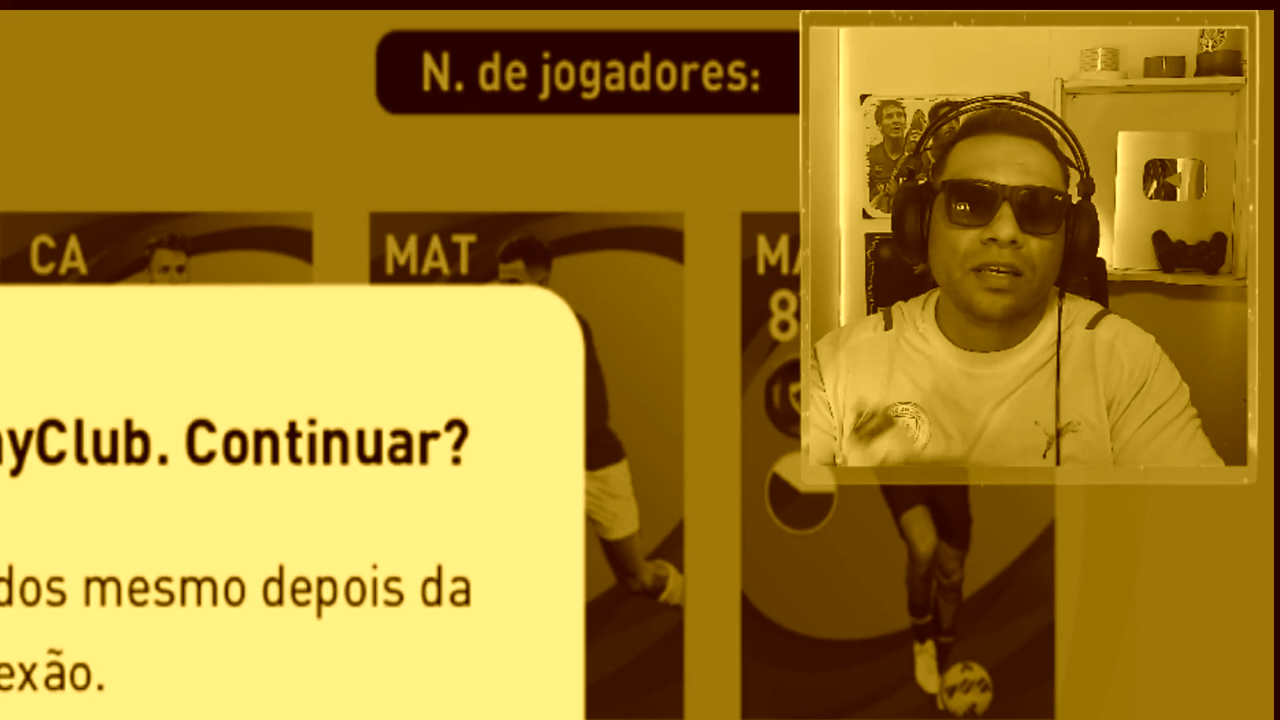 N. de jogadores:
CA
MAT
yClub. Continuar?
dos mesmo depois da
exão.